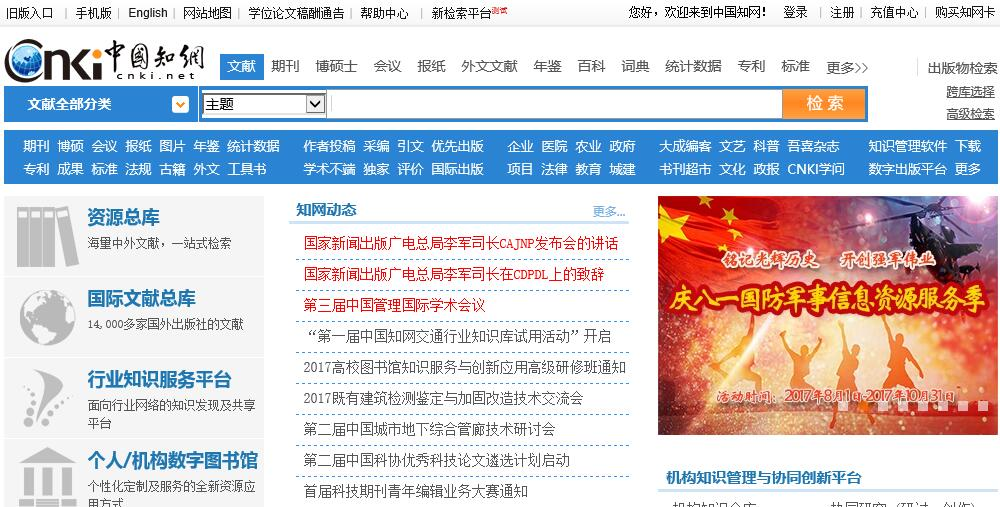 旧版入口 手机版 English 网站地图 学位论文稿酬通告 帮助中心 新检索平台测试 您好，欢迎来到中国知网！ 登录 注册 充值中心 购买知网卡
Cnki 中国知網
cnki.net
文献 期刊 博硕士 会议 报纸 外文文献 年鉴 百科 词典 统计数据 专利 标准 更多>> 出版物检索
文献全部分类 主题 检索 跨库选择
高级检索
期刊 博硕 会议 报纸 图片 年鉴 统计数据 作者投稿 采编 引文 优先出版 企业 医院 农业 政府 大成编客 文艺 科普 吾喜杂志 知识管理软件 下载
专利 成果 标准 法规 古籍 外文 工具书 学术不端 独家 评价 国际出版 项目 法律 教育 城建 书刊超市 文化 政报 CNKI学问 数字出版平台 更多
资源总库
海里中外文献，一站式检索
国际文献总库
14,000多家国外出版社的文献
行业知识服务平台
面向行业网络的知识发现及共享
平台
个人/机构数字图书馆
个性化定制及服务的全新资源应
用方式
知网动态 更多...
国家新闻出版广电总局李军司长CAJNP发布会的讲话
国家新闻出版广电总局李军司长在CDPDL上的致辞
第三届中国管理国际学术会议
“第一届中国知网交通行业知识库试用活动”开启
2017高校图书馆知识服务与创新应用高级研修班通知
2017既有建筑检测鉴定与加固改造技术交流会
第二届中国城市地下综合管廊技术研讨会
第二届中国科协优秀科技论文遴选计划启动
首届科技期刊青年编辑业务大赛通知
铭记光辉历史 开创强军伟业
庆八一国防军事信息资源服务季
活动时间：2017年8月1日-2017年10月31日
机构知识管理与协同创新平台
机构知识仓库 协同研究（研讨、创作）